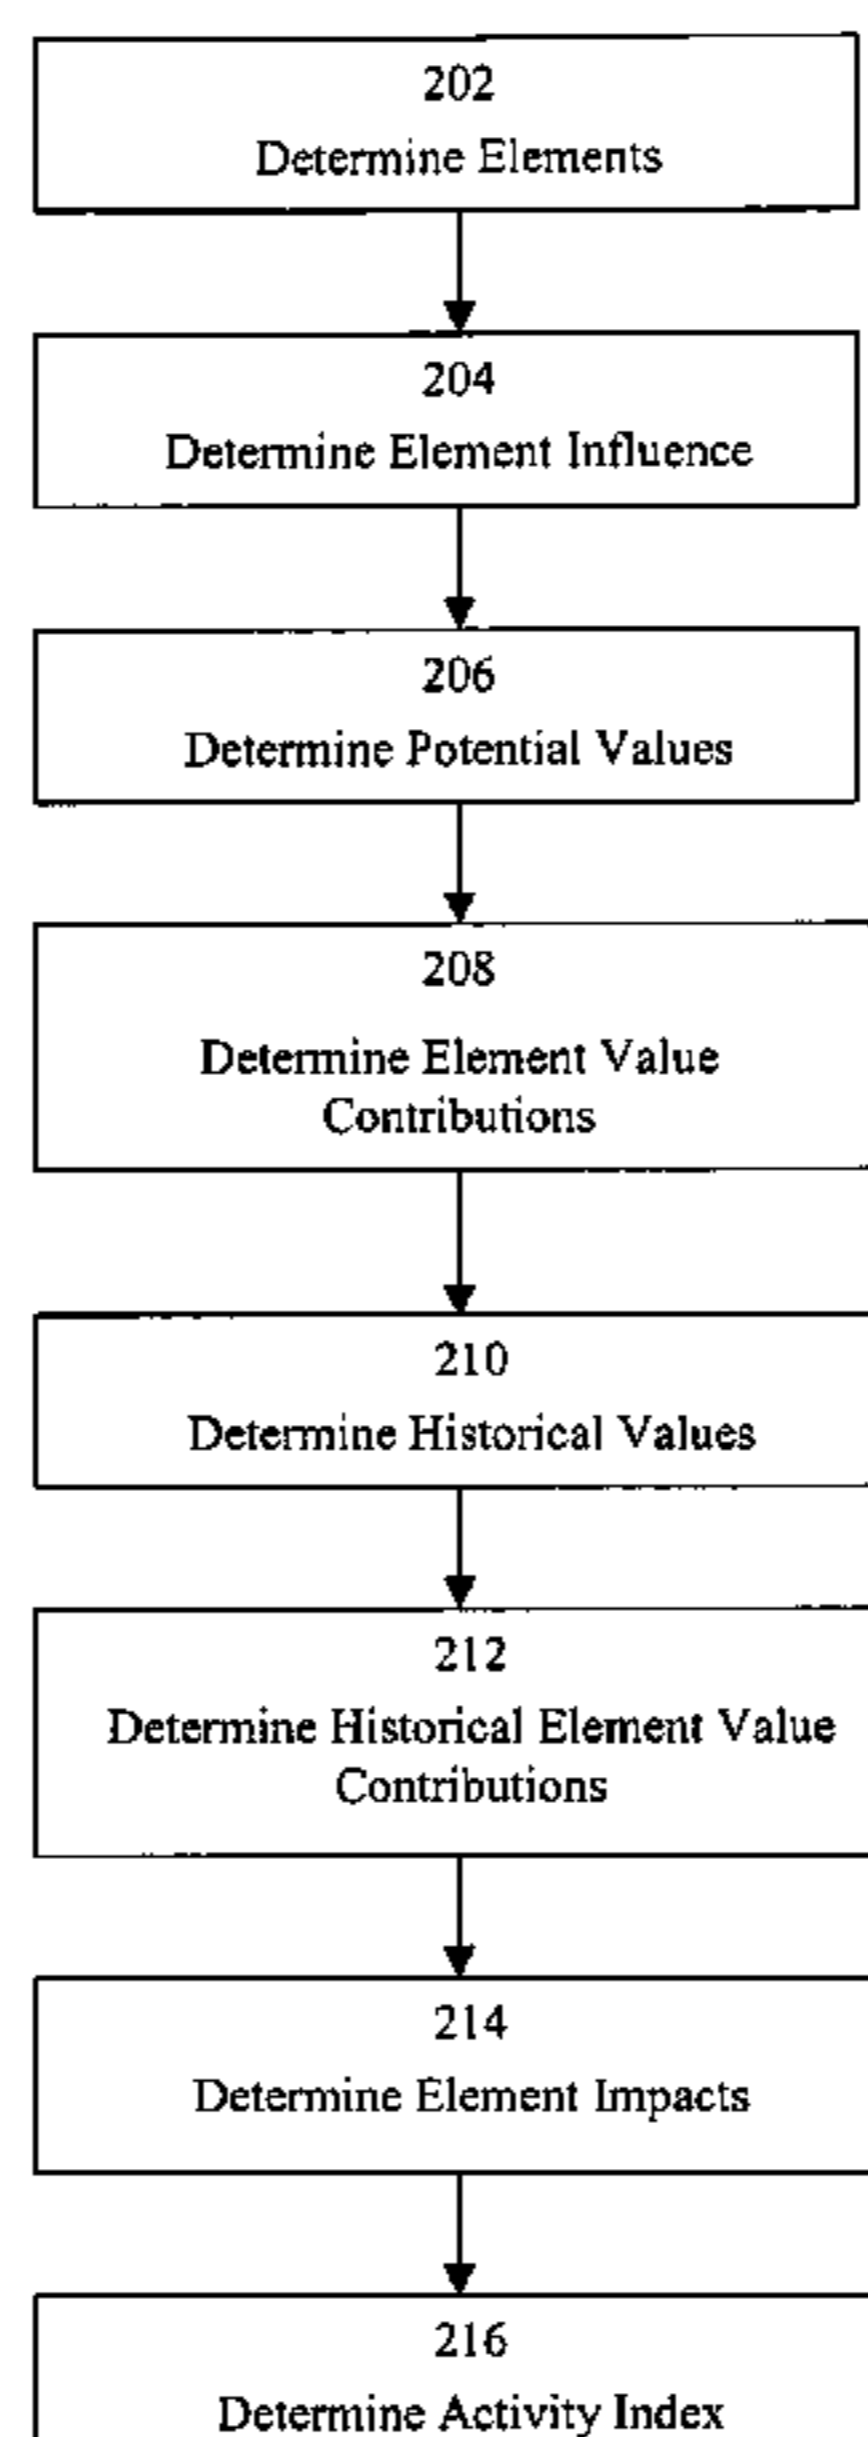 202
Determine Elements
204
Determine Element Influence
206
Determine Potential Values
208
Determine Element Value
Contributions
210
Determine Historical Values
212
Determine Historical Element Value
Contributions
214
Determine Element Impacts
216
Determine Activity Index